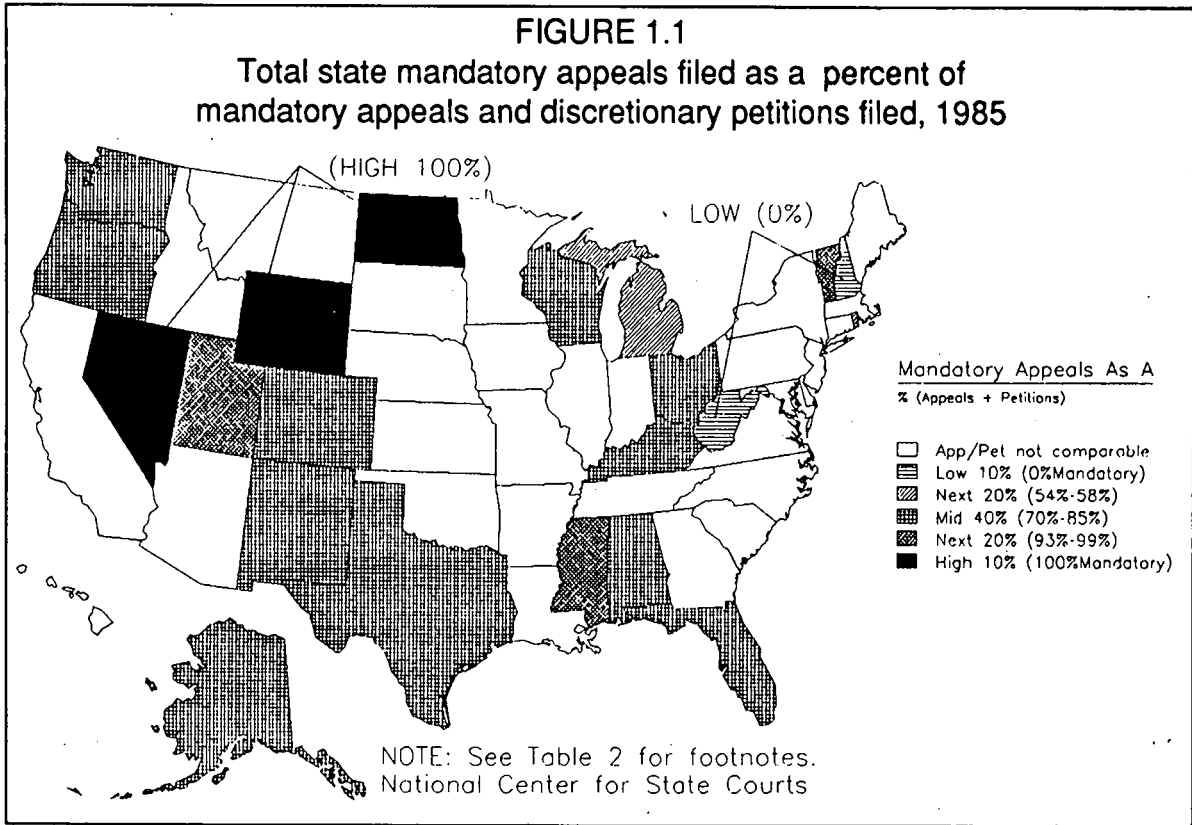 FIGURE 1.1
Total state mandatory appeals filed as a percent of
mandatory appeals and discretionary petitions filed, 1985
(HIGH 100%)
LOW (0%)
Mandatory Appeals As A
% (Appeals + Petitions)
App/Pet not comparable
Low 10% (0%Mandatory)
Next 20% (54%-58%)
Mid 40% (70%-85%)
Next 20% (93%-99%)
High 10% (100%Mandatory)
NOTE: See Table 2 for footnotes.
National Center for State Courts